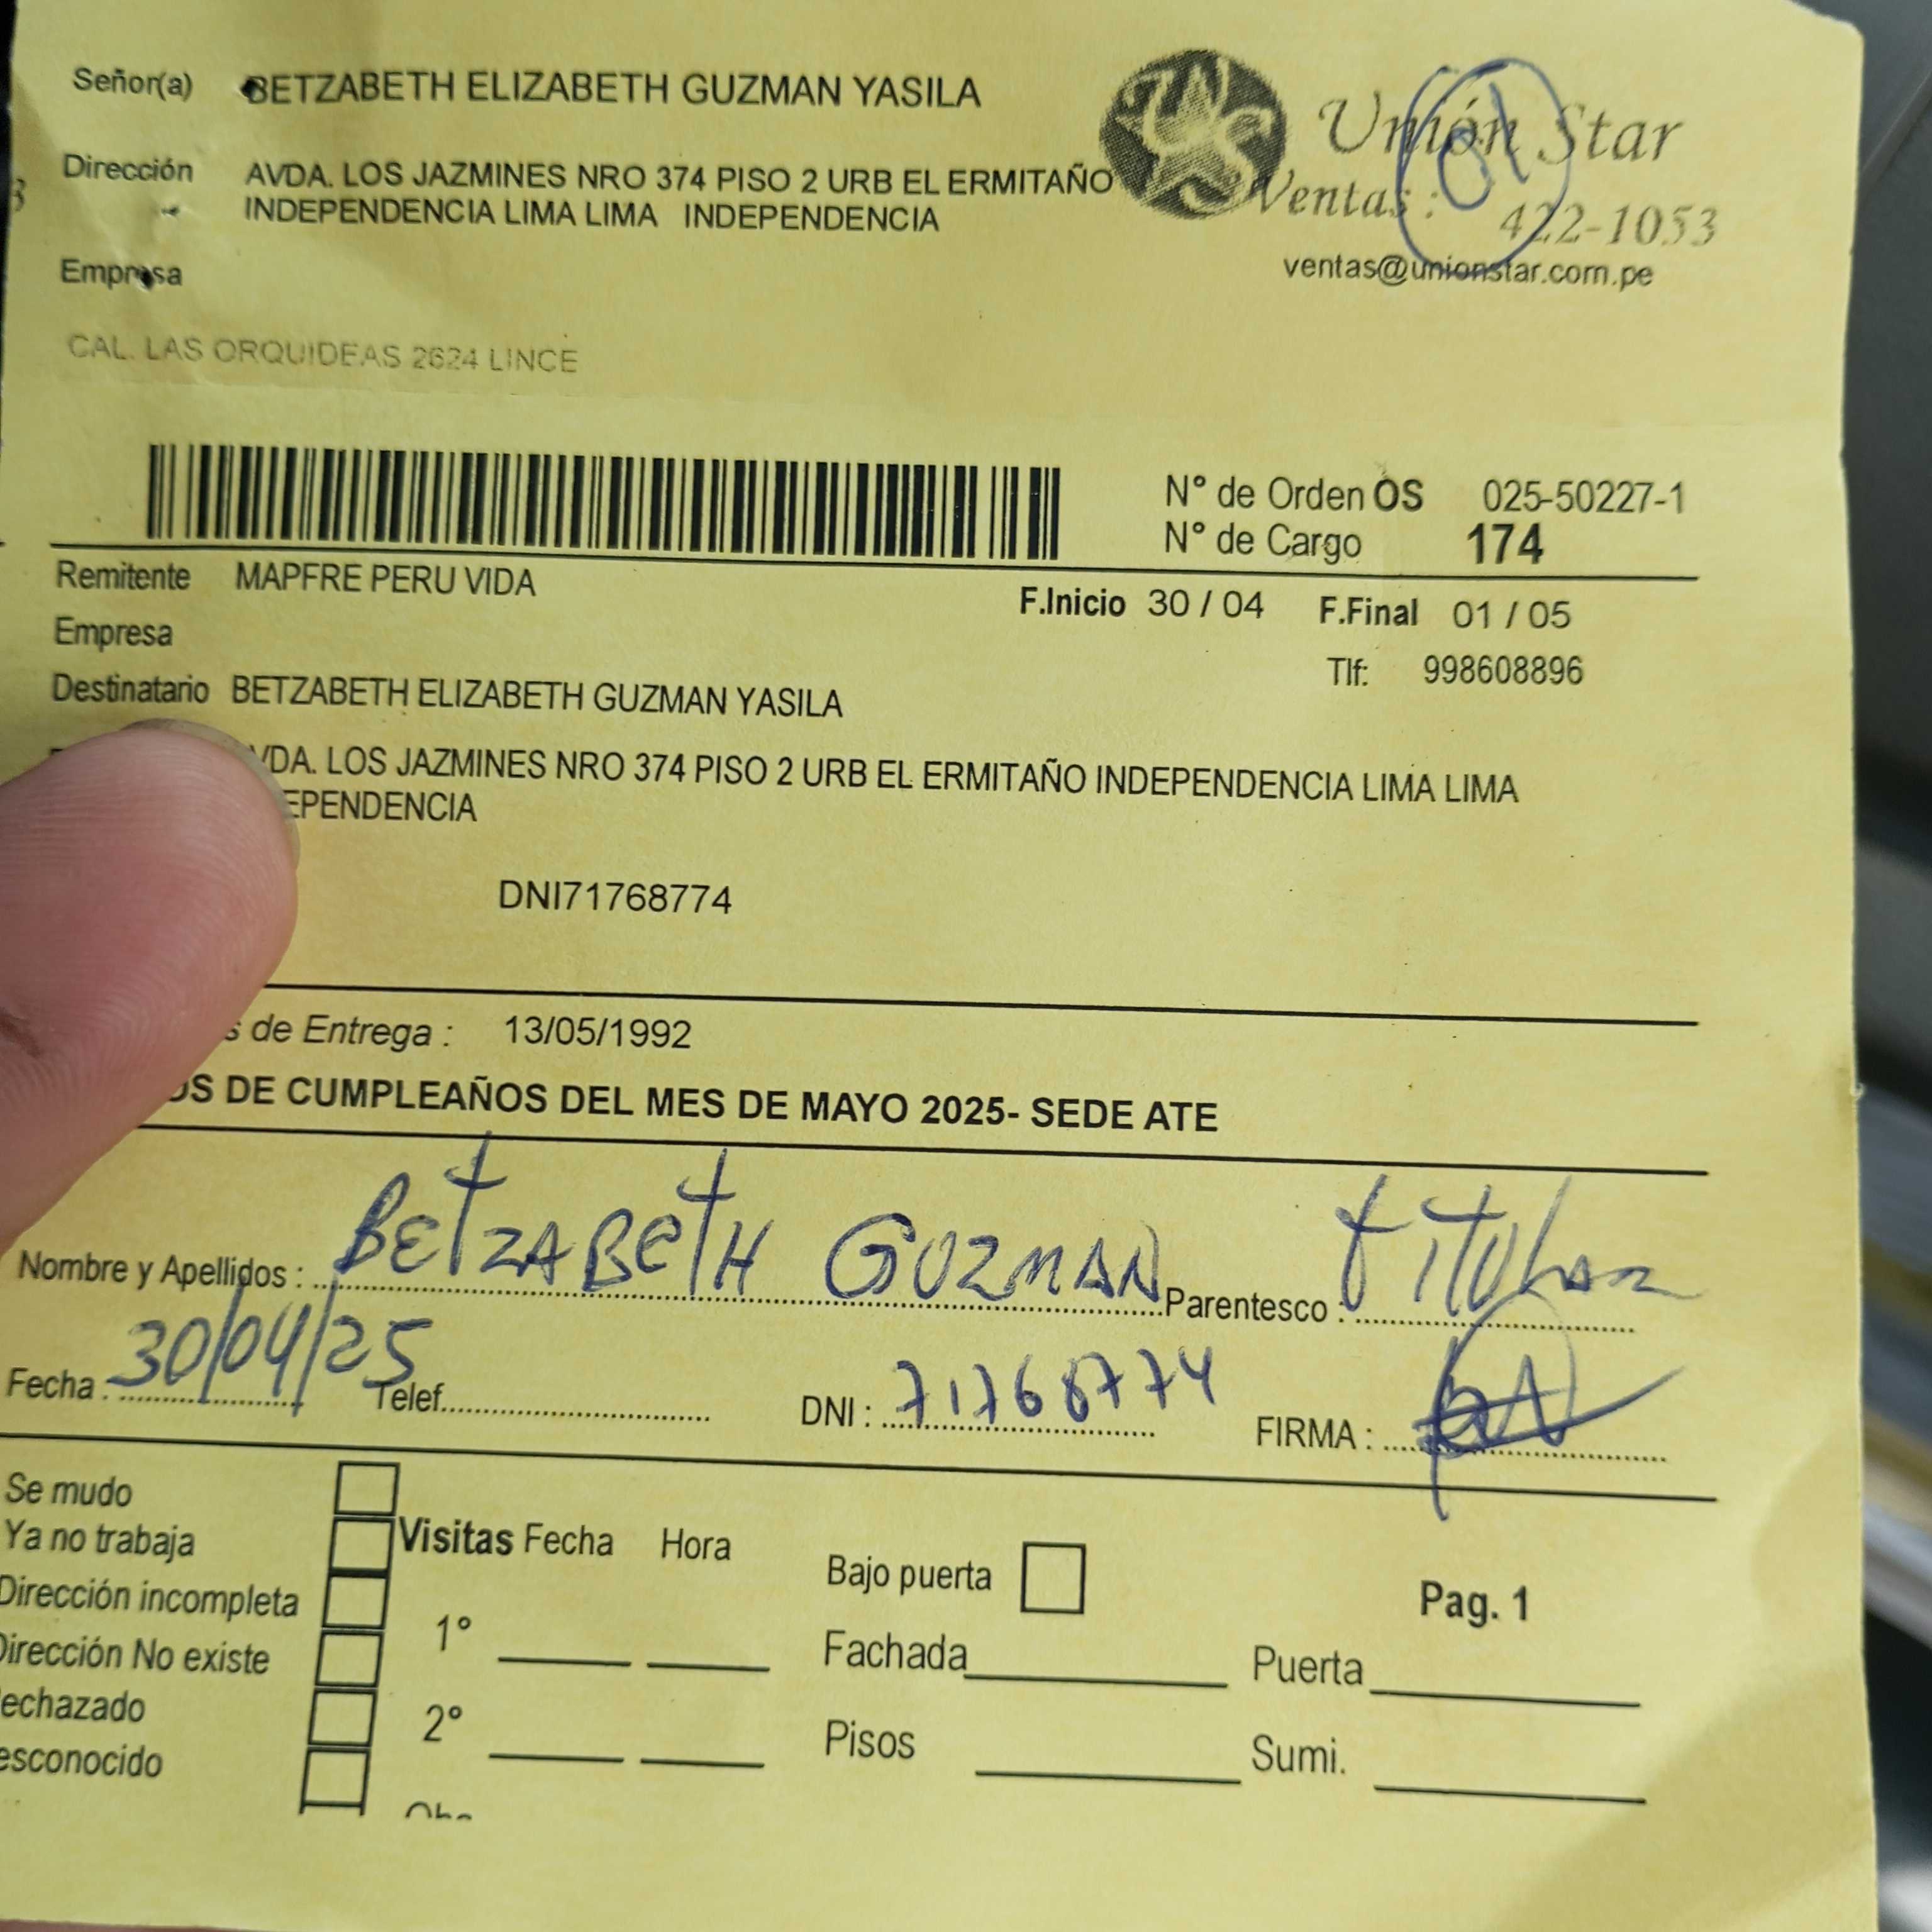 Señor(a) BETZABETH ELIZABETH GUZMAN YASILA
Unión Star
01
Dirección AVDA. LOS JAZMINES NRO 374 PISO 2 URB EL ERMITAÑO
INDEPENDENCIA LIMA LIMA INDEPENDENCIA
Ventas: 422-1053
ventas@unionstar.com.pe
Empresa
CAL. LAS ORQUIDEAS 2624 LINCE
N° de Orden OS 025-50227-1
N° de Cargo 174
Remitente MAPFRE PERU VIDA
F.Inicio 30 / 04 F.Final 01 / 05
Empresa
Tlf: 998608896
Destinatario BETZABETH ELIZABETH GUZMAN YASILA
VDA. LOS JAZMINES NRO 374 PISO 2 URB EL ERMITAÑO INDEPENDENCIA LIMA LIMA
EPENDENCIA
DNI71768774
s de Entrega : 13/05/1992
OS DE CUMPLEAÑOS DEL MES DE MAYO 2025- SEDE ATE
Nombre y Apellidos : BETZABETH GUZMAN Parentesco : TITULAR
Fecha : 30/04/25 Telef. DNI : 71768774 FIRMA :
Se mudo
Ya no trabaja
Visitas Fecha Hora
Bajo puerta
Dirección incompleta
Pag. 1
1°
Dirección No existe
Fachada Puerta
echazado
2°
Pisos Sumi.
esconocido